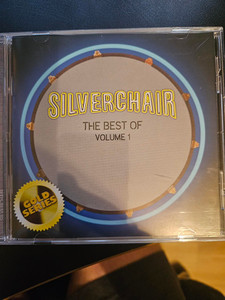 SILVERCHAIR
THE BEST OF
VOLUME 1
GOLD
SERIES